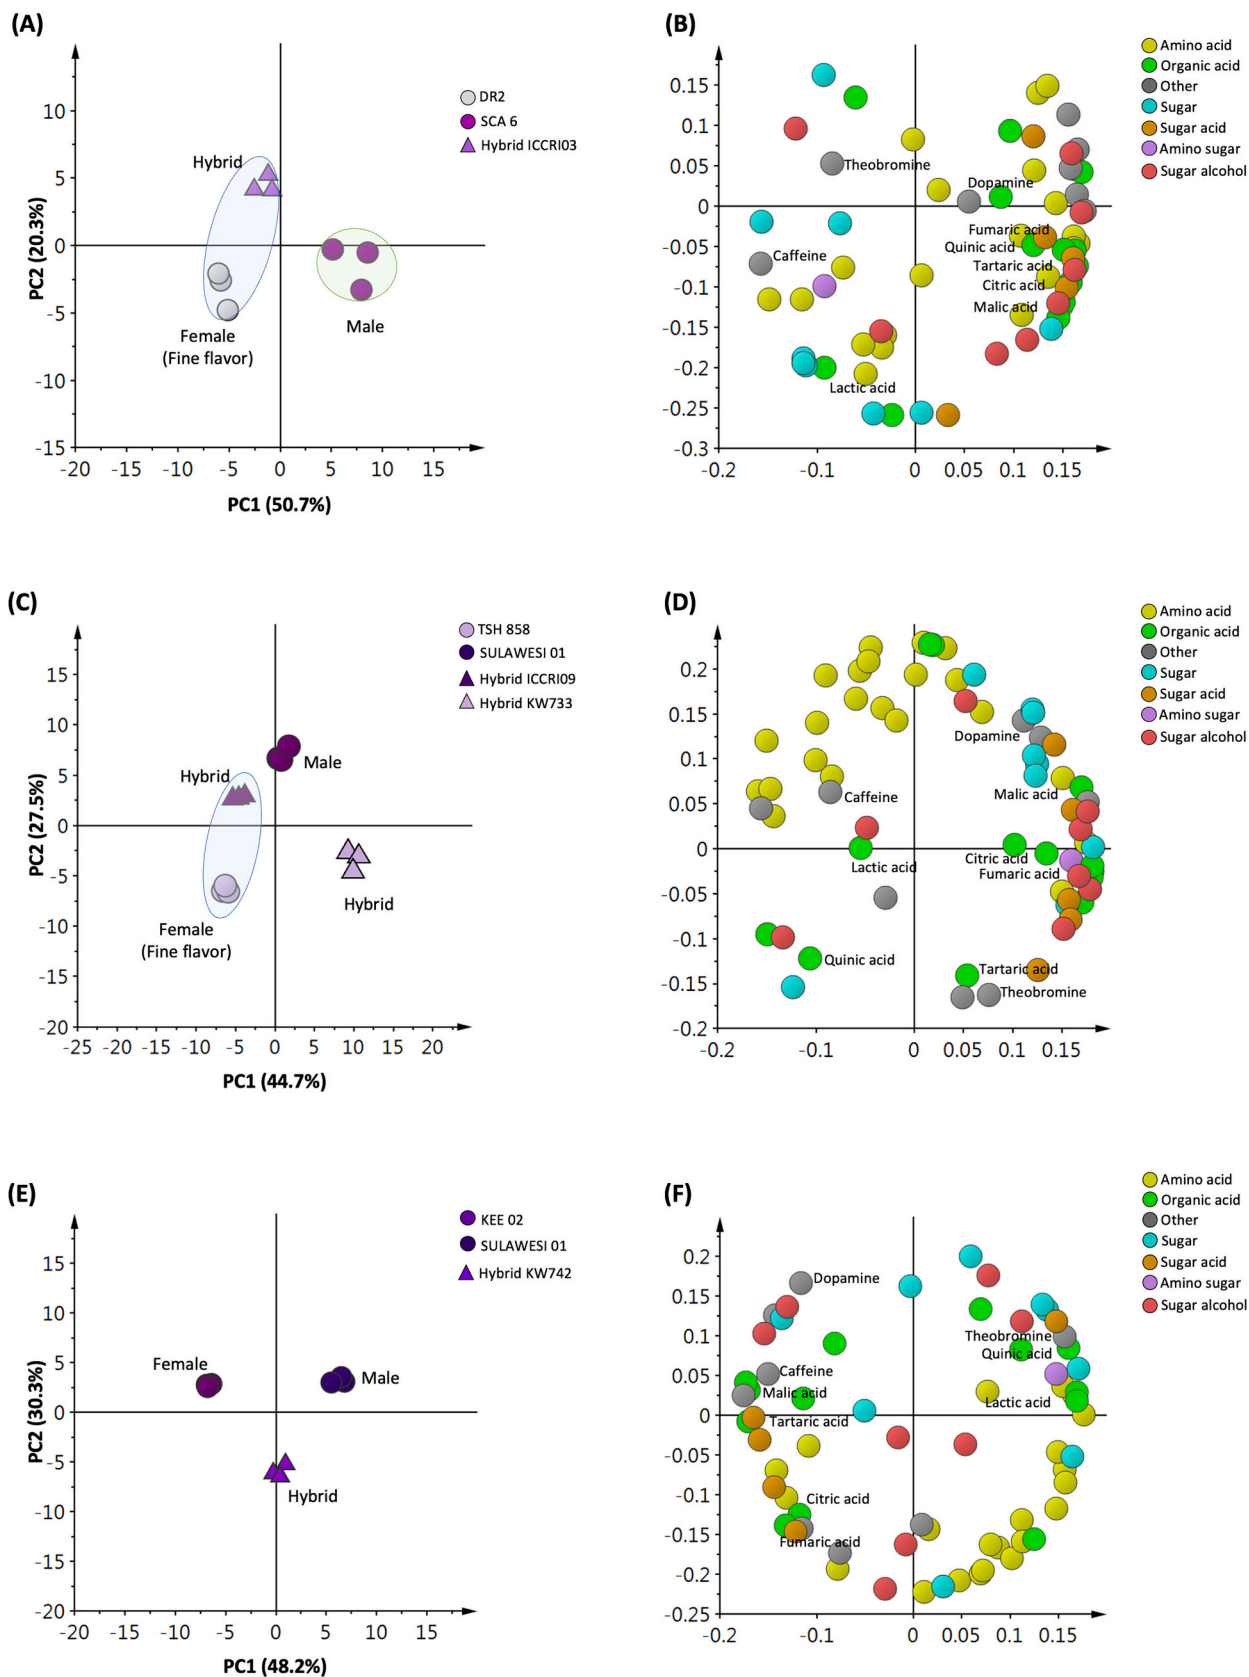 (A)
10
5
0
-5
-10
-15
-20
-15
-10
-5
0
5
10
15
PC2 (20.3%)
PC1 (50.7%)
Hybrid
Female
(Fine flavor)
Male
DR2
SCA 6
Hybrid ICCRI03
(B)
0.15
0.1
0.05
0
-0.05
-0.1
-0.15
-0.2
-0.25
-0.3
-0.2
-0.1
0
0.05
0.1
0.15
Theobromine
Dopamine
Fumaric acid
Quinic acid
Caffeine
Tartaric acid
Citric acid
Malic acid
Lactic acid
Amino acid
Organic acid
Other
Sugar
Sugar acid
Amino sugar
Sugar alcohol
(C)
15
10
5
0
-5
-10
-15
-20
-25
-20
-15
-10
-5
0
5
10
15
20
PC2 (27.5%)
PC1 (44.7%)
Male
Hybrid
Hybrid
Female
(Fine flavor)
TSH 858
SULAWESI 01
Hybrid ICCRI09
Hybrid KW733
(D)
0.2
0.15
0.1
0.05
0
-0.05
-0.1
-0.15
-0.2
-0.2
-0.1
0
0.05
0.1
0.15
Dopamine
Caffeine
Malic acid
Lactic acid
Citric acid
Fumaric acid
Quinic acid
Tartaric acid
Theobromine
Amino acid
Organic acid
Other
Sugar
Sugar acid
Amino sugar
Sugar alcohol
(E)
15
10
5
0
-5
-10
-15
-20
-20
-15
-10
-5
0
5
10
15
PC2 (30.3%)
PC1 (48.2%)
Female
Male
Hybrid
KEE 02
SULAWESI 01
Hybrid KW742
(F)
0.2
0.15
0.1
0.05
0
-0.05
-0.1
-0.15
-0.2
-0.25
-0.2
-0.1
0
0.05
0.1
0.15
Dopamine
Theobromine
Quinic acid
Caffeine
Malic acid
Lactic acid
Tartaric acid
Citric acid
Fumaric acid
Amino acid
Organic acid
Other
Sugar
Sugar acid
Amino sugar
Sugar alcohol